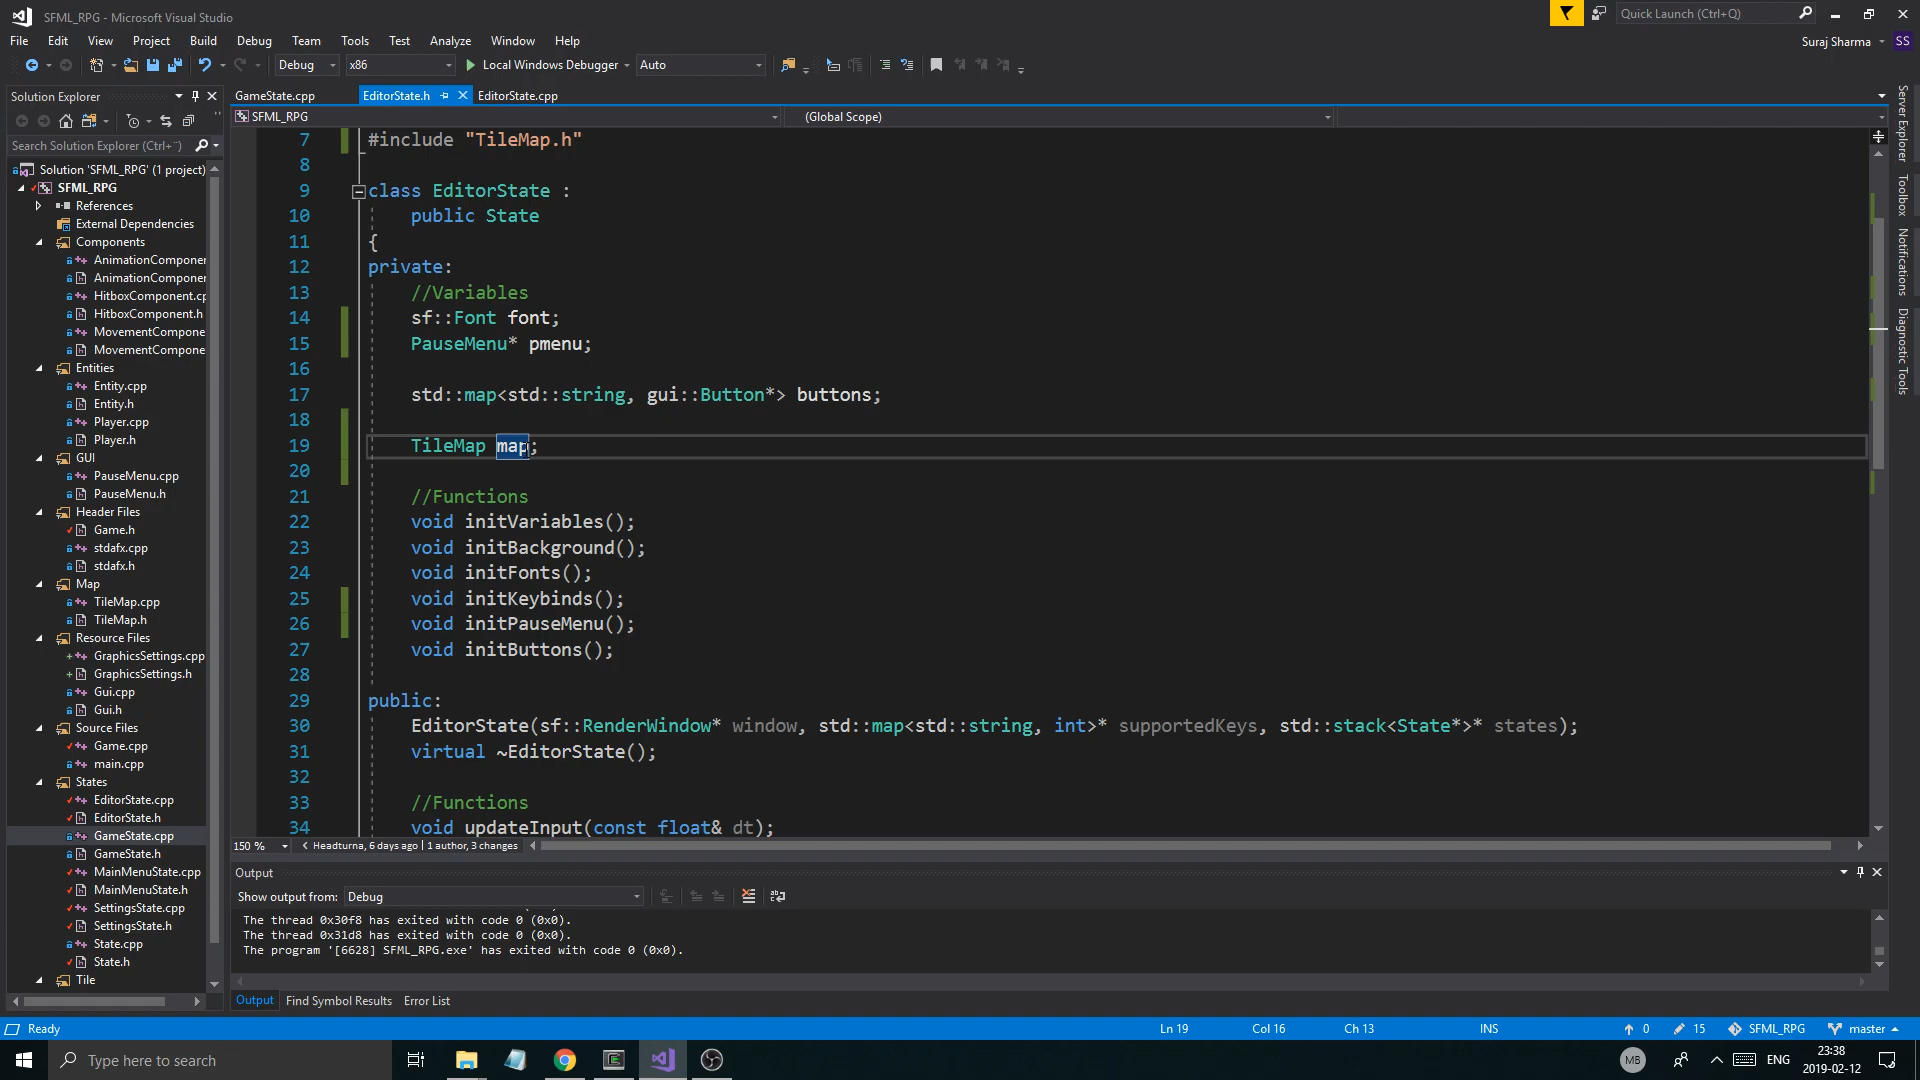 SFML_RPG - Microsoft Visual Studio
Quick Launch (Ctrl+Q)
File Edit View Project Build Debug Team Tools Test Analyze Window Help
Suraj Sharma SS
Debug x86 Local Windows Debugger Auto
Solution Explorer
GameState.cpp EditorState.h EditorState.cpp
SFML_RPG (Global Scope)
Search Solution Explorer (Ctrl+¨)
Solution 'SFML_RPG' (1 project)
SFML_RPG
References
External Dependencies
Components
AnimationComponen
AnimationComponen
HitboxComponent.cp
HitboxComponent.h
MovementCompone
MovementCompone
Entities
Entity.cpp
Entity.h
Player.cpp
Player.h
GUI
PauseMenu.cpp
PauseMenu.h
Header Files
Game.h
stdafx.cpp
stdafx.h
Map
TileMap.cpp
TileMap.h
Resource Files
GraphicsSettings.cpp
GraphicsSettings.h
Gui.cpp
Gui.h
Source Files
Game.cpp
main.cpp
States
EditorState.cpp
EditorState.h
GameState.cpp
GameState.h
MainMenuState.cpp
MainMenuState.h
SettingsState.cpp
SettingsState.h
State.cpp
State.h
Tile
7 #include "TileMap.h"
8
9 class EditorState :
10 public State
11 {
12 private:
13 //Variables
14 sf::Font font;
15 PauseMenu* pmenu;
16
17 std::map<std::string, gui::Button*> buttons;
18
19 TileMap map;
20
21 //Functions
22 void initVariables();
23 void initBackground();
24 void initFonts();
25 void initKeybinds();
26 void initPauseMenu();
27 void initButtons();
28
29 public:
30 EditorState(sf::RenderWindow* window, std::map<std::string, int>* supportedKeys, std::stack<State*>* states);
31 virtual ~EditorState();
32
33 //Functions
34 void updateInput(const float& dt);
150 % Headturna, 6 days ago | 1 author, 3 changes
Server Explorer
Toolbox
Notifications
Diagnostic Tools
Output
Show output from: Debug
The thread 0x30f8 has exited with code 0 (0x0).
The thread 0x31d8 has exited with code 0 (0x0).
The program '[6628] SFML_RPG.exe' has exited with code 0 (0x0).
Output Find Symbol Results Error List
Ready Ln 19 Col 16 Ch 13 INS 0 15 SFML_RPG master
Type here to search
MB ENG 23:38
2019-02-12